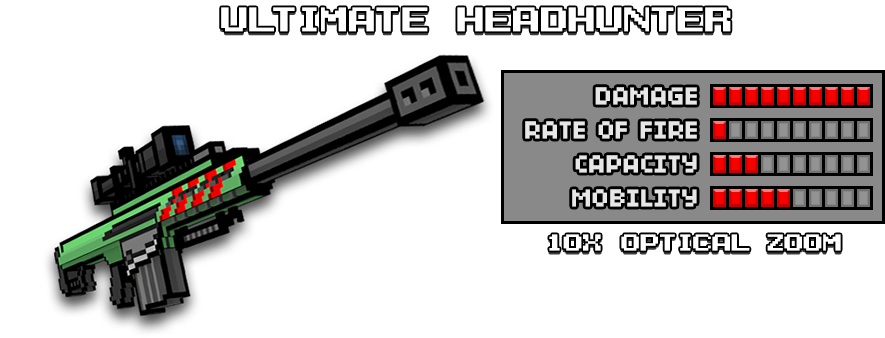 ULTIMATE HEADHUNTER
DAMAGE
RATE OF FIRE
CAPACITY
MOBILITY
10X OPTICAL ZOOM